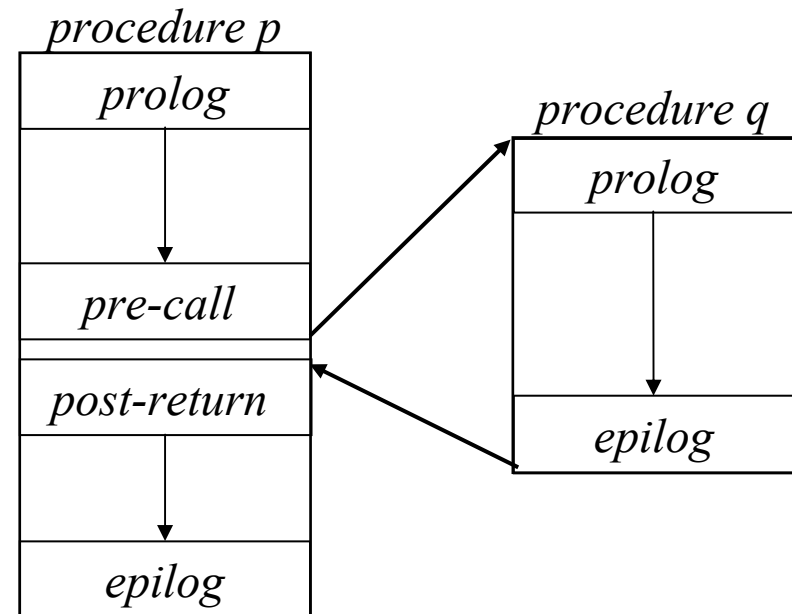 procedure p
prolog
pre-call
post-return
epilog
procedure q
prolog
epilog